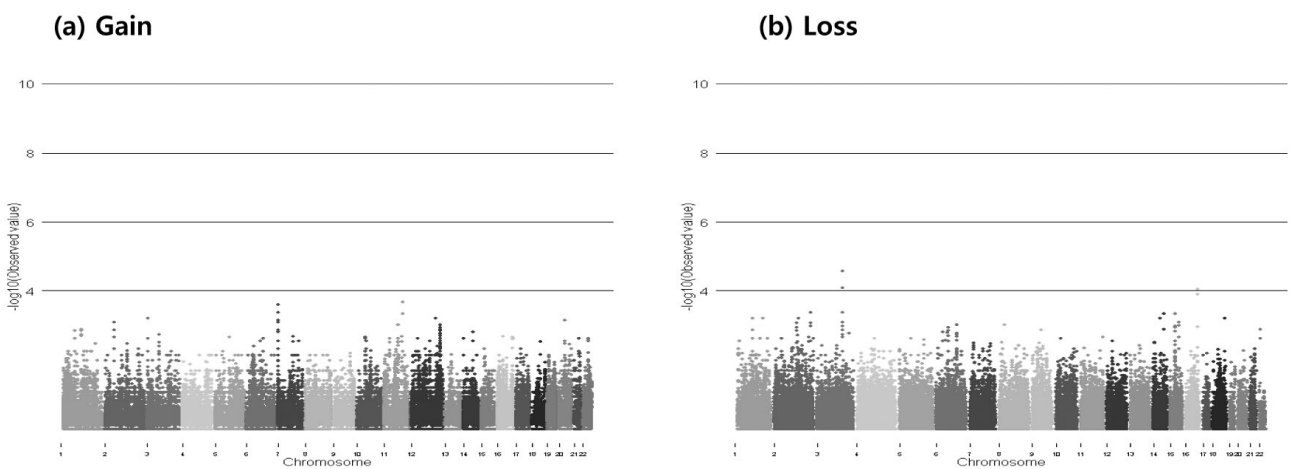 (a) Gain
10
8
6
4
-log10(Observed value)
1 2 3 4 5 6 7 8 9 10 11 12 13 14 15 16 17 18 19 20 21 22
Chromosome
(b) Loss
10
8
6
4
-log10(Observed value)
1 2 3 4 5 6 7 8 9 10 11 12 13 14 15 16 17 18 19 20 21 22
Chromosome